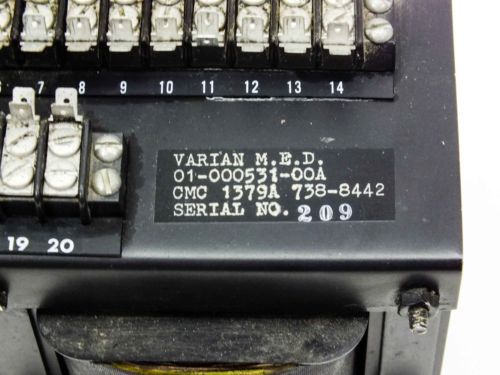 6 7 8 9 10 11 12 13 14
VARIAN M.E.D.
01-000531-00A
CMC 1379A 738-8442
SERIAL NO. 209
19 20